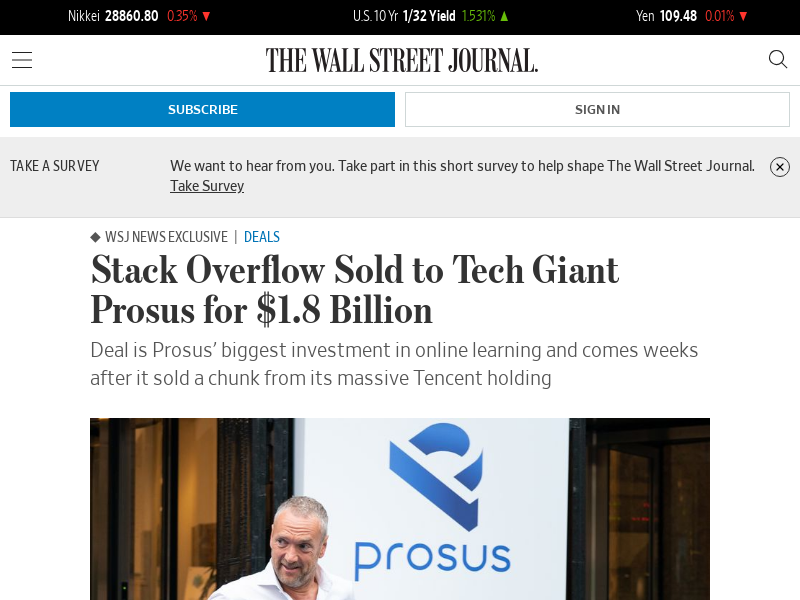 Nikkei 28860.80 0.35% ▼ U.S. 10 Yr 1/32 Yield 1.531% ▲ Yen 109.48 0.01% ▼
THE WALL STREET JOURNAL.
SUBSCRIBE SIGN IN
TAKE A SURVEY We want to hear from you. Take part in this short survey to help shape The Wall Street Journal.
Take Survey
◆ WSJ NEWS EXCLUSIVE | DEALS
Stack Overflow Sold to Tech Giant
Prosus for $1.8 Billion
Deal is Prosus’ biggest investment in online learning and comes weeks
after it sold a chunk from its massive Tencent holding
prosus